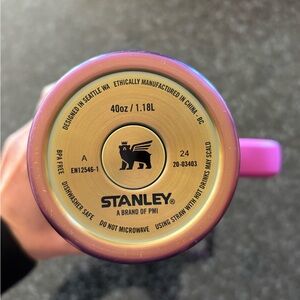 DESIGNED IN SEATTLE WA ETHICALLY MANUFACTURED IN CHINA - BC
40oz / 1.18L
A 24
EN12546-1 20-03403
STANLEY®
A BRAND OF PMI
BPA FREE DISHWASHER SAFE DO NOT MICROWAVE USING STRAW WITH HOT DRINKS MAY SCALD